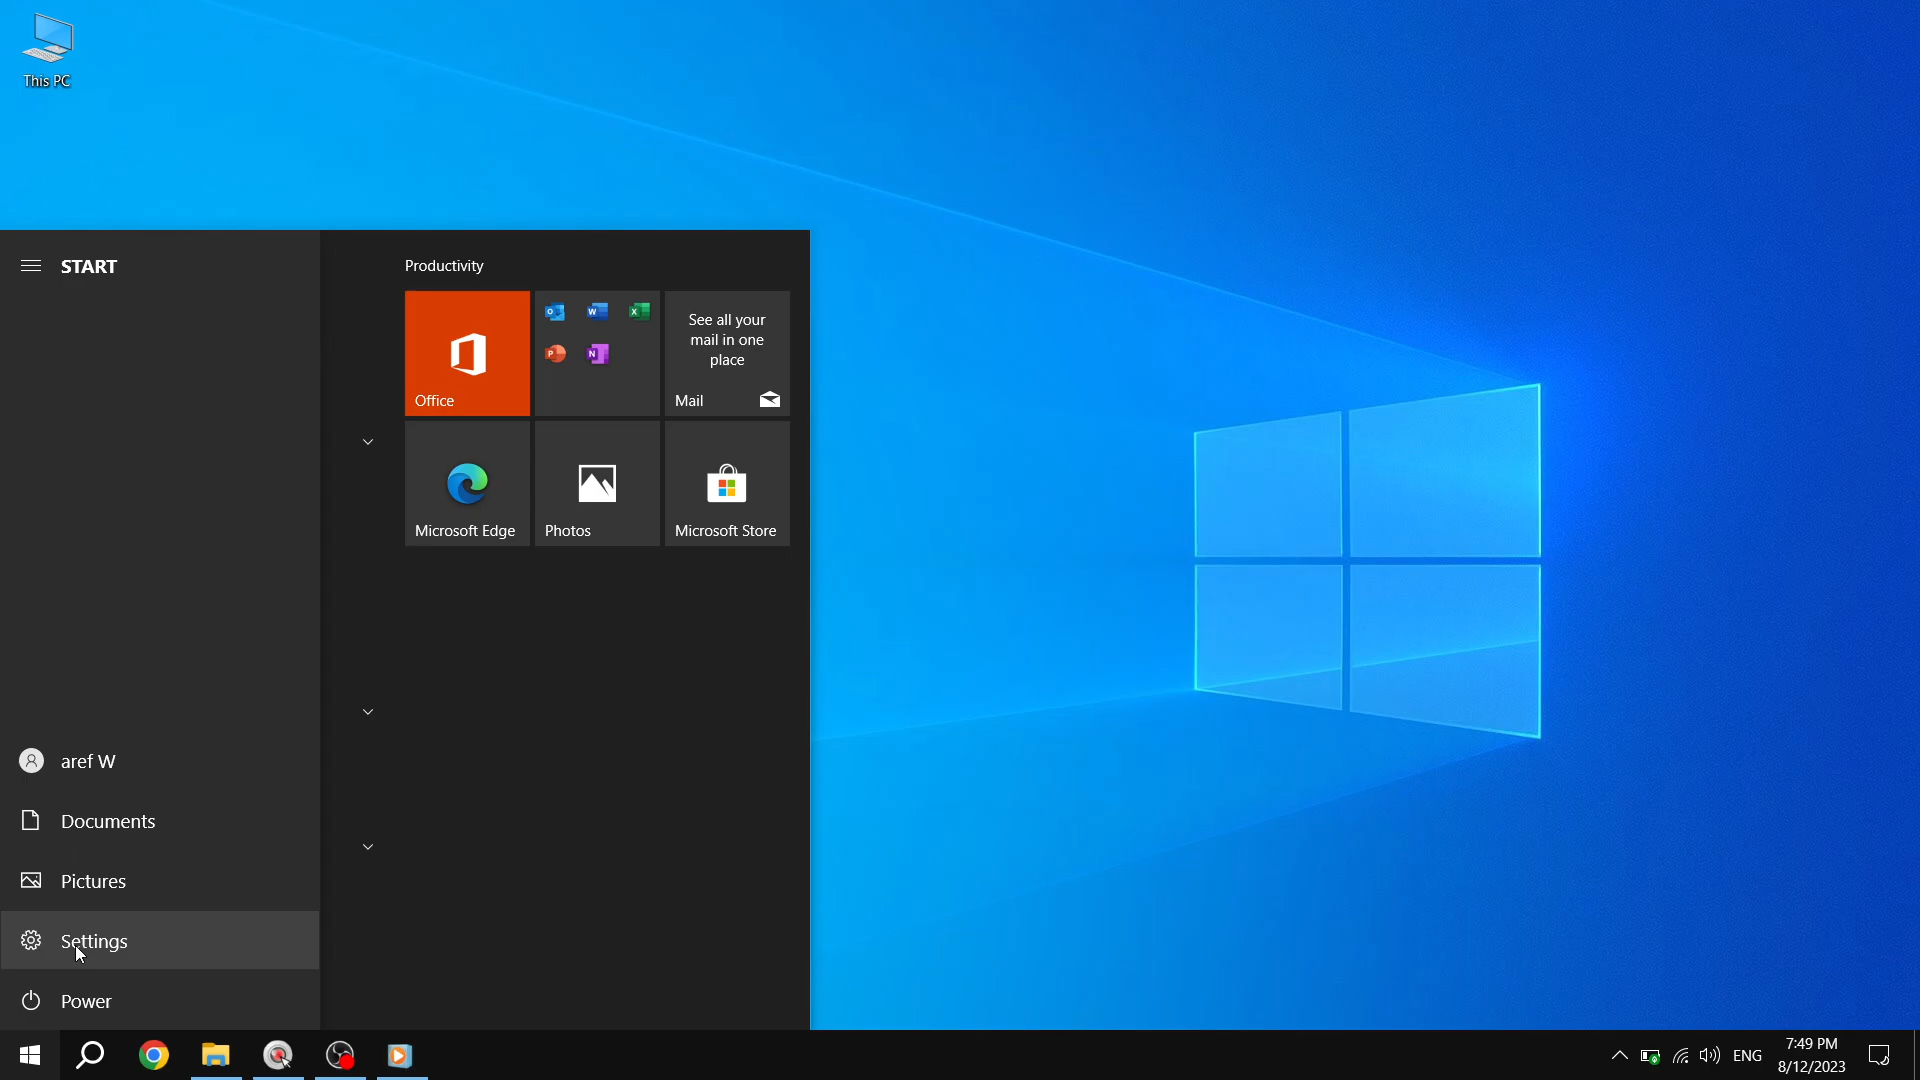 This PC
START
Productivity
See all your
mail in one
place
Office
Mail
Microsoft Edge
Photos
Microsoft Store
aref W
Documents
Pictures
Settings
Power
ENG
7:49 PM
8/12/2023